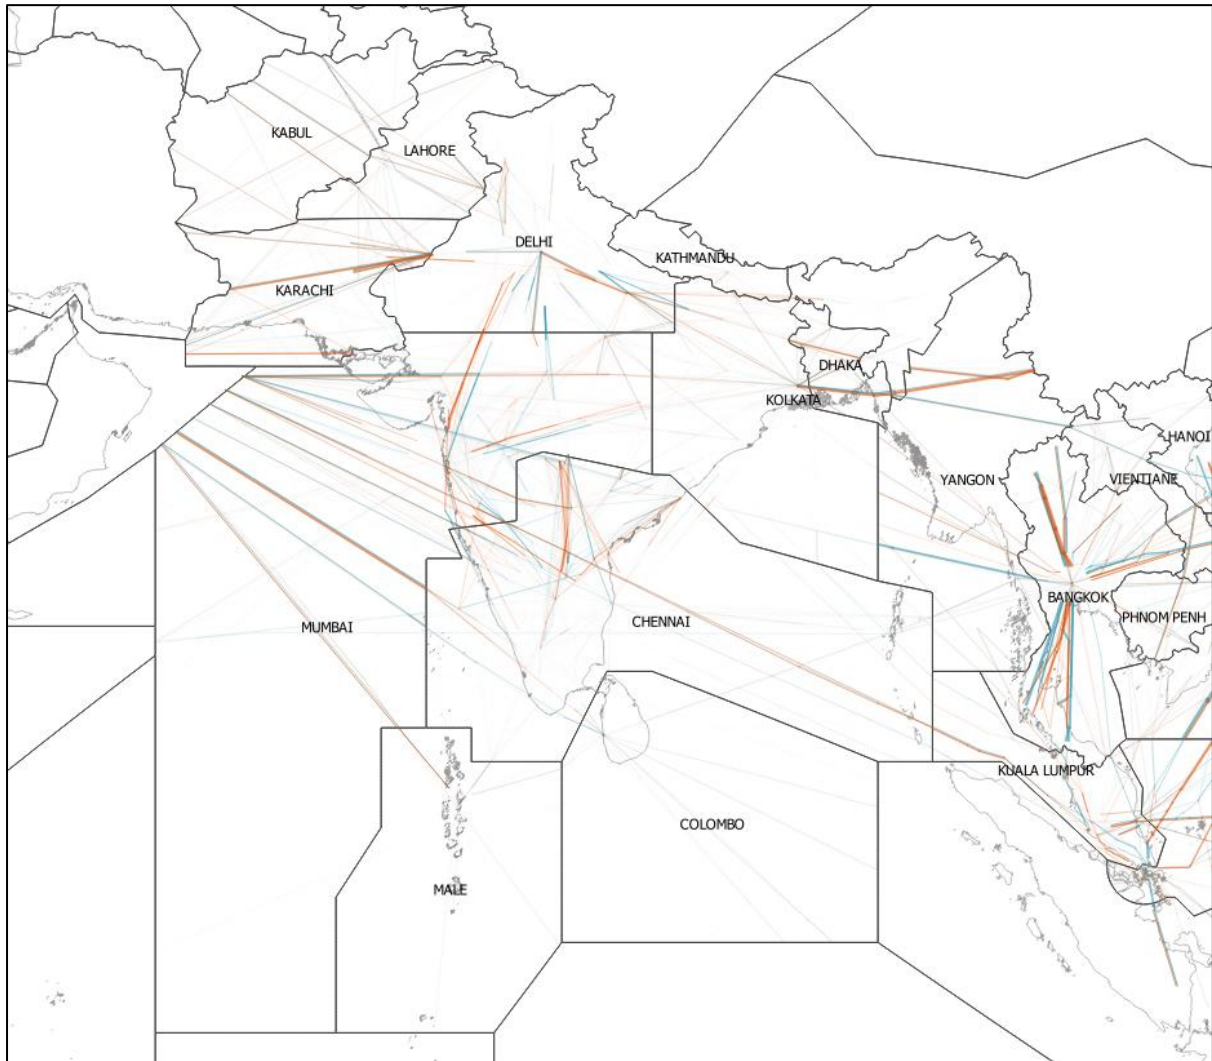 KABUL
LAHORE
DELHI
KATHMANDU
KARACHI
DHAKA
KOLKATA
HANOI
YANGON
VIENTIANE
BANGKOK
PHNOM PENH
MUMBAI
CHENNAI
KUALA LUMPUR
COLOMBO
MALE